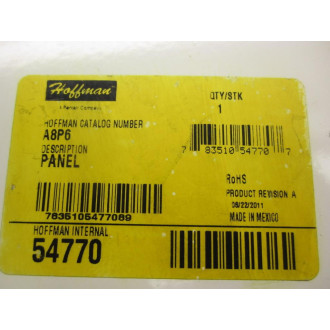 Hoffman
A Pentair Company
QTY/STK
1
HOFFMAN CATALOG NUMBER
A8P6
DESCRIPTION
PANEL
7 83510 54770 7
RoHS
PRODUCT REVISION A
06/22/2011
MADE IN MEXICO
7835105477089
HOFFMAN INTERNAL
54770